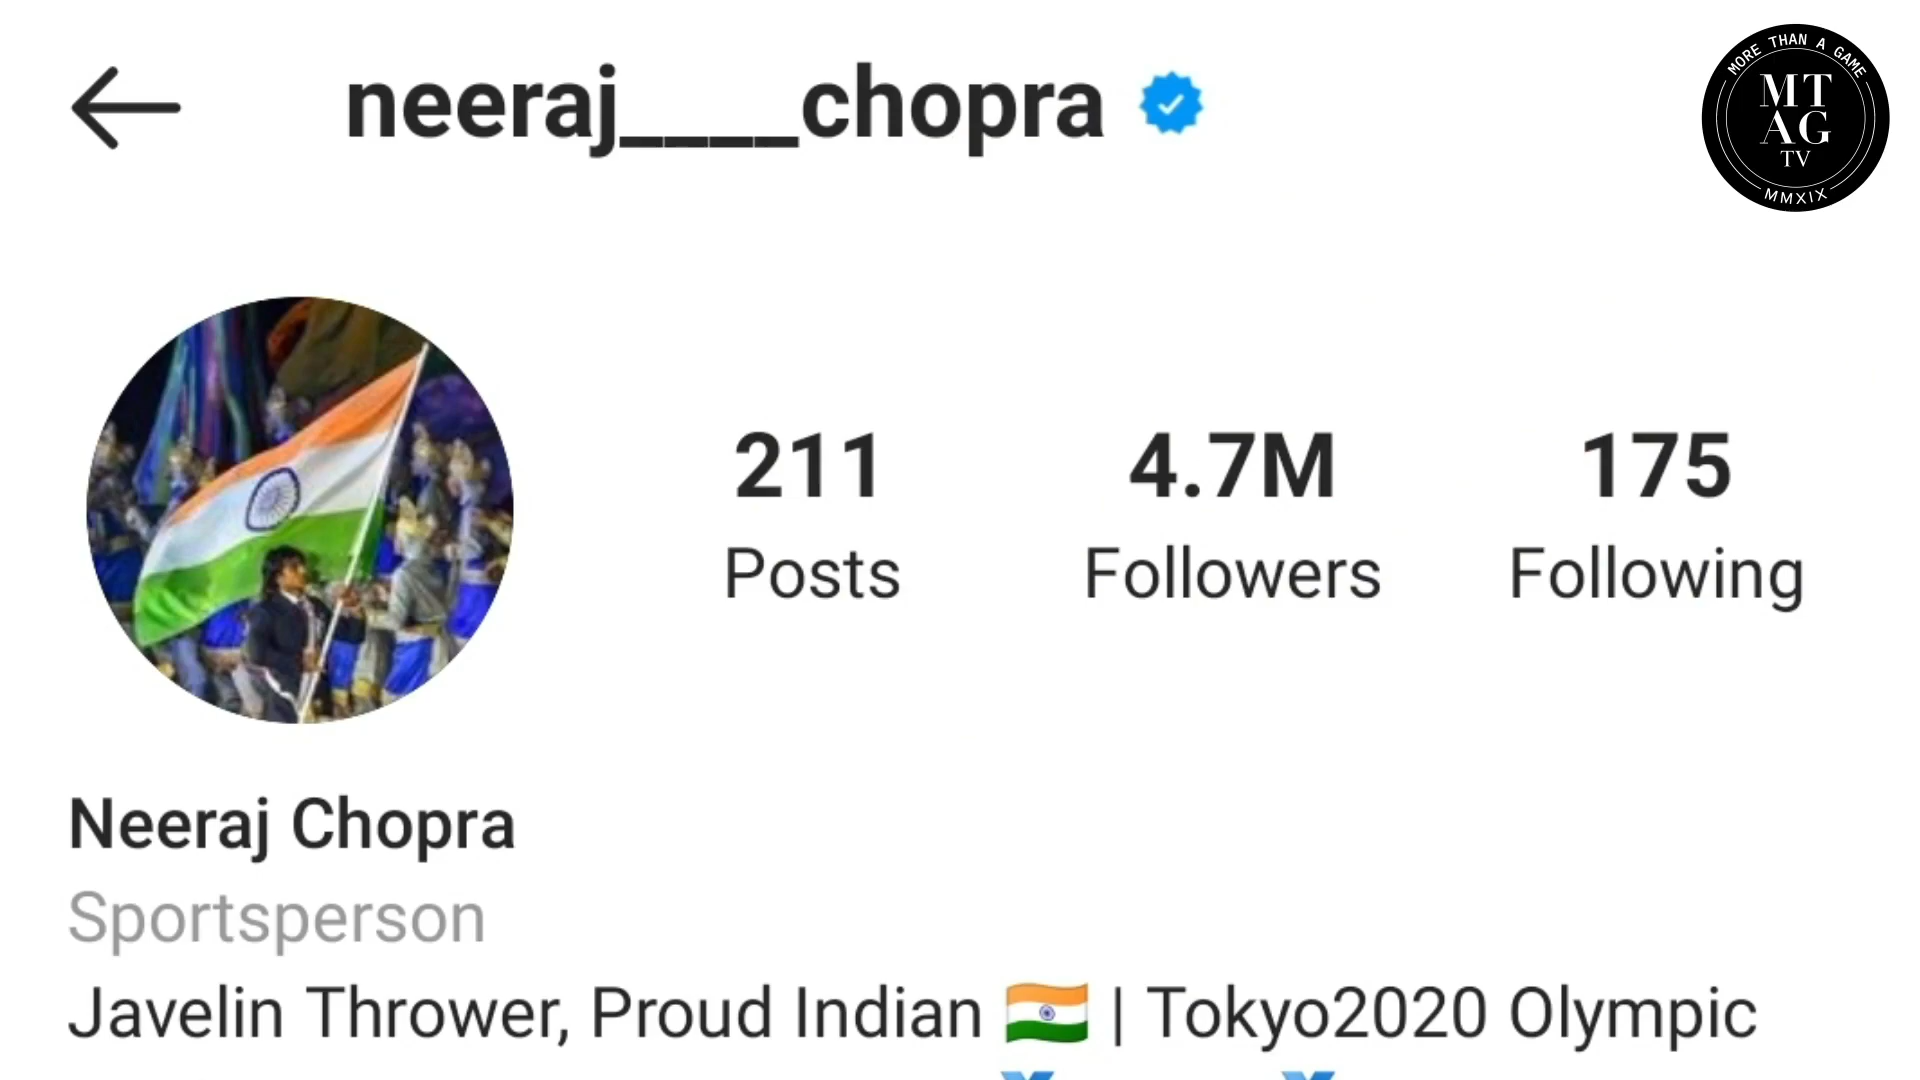 neeraj____chopra
MORE THAN A GAME
MT
AG
TV
MMXIX
211
4.7M
175
Posts
Followers
Following
Neeraj Chopra
Sportsperson
Javelin Thrower, Proud Indian 🇮🇳 | Tokyo2020 Olympic